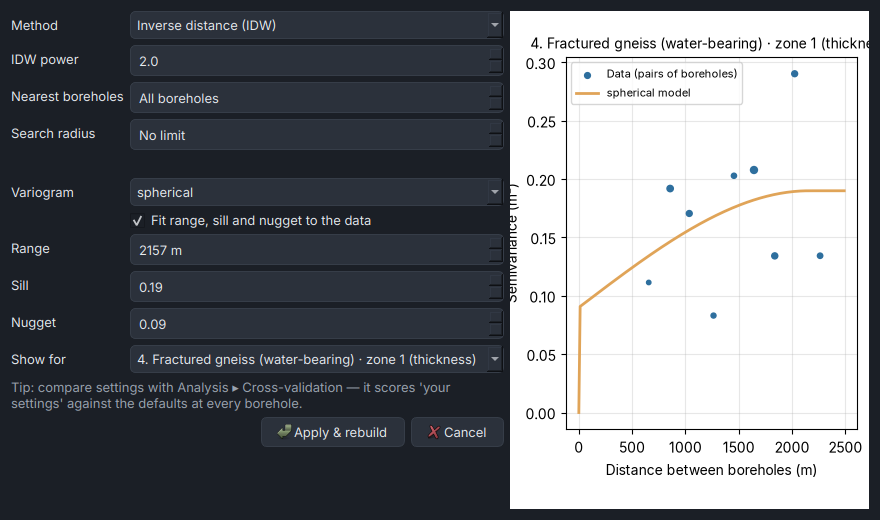 Method
Inverse distance (IDW)
IDW power
2.0
Nearest boreholes
All boreholes
Search radius
No limit
Variogram
spherical
✓ Fit range, sill and nugget to the data
Range
2157 m
Sill
0.19
Nugget
0.09
Show for
4. Fractured gneiss (water-bearing) · zone 1 (thickness)
Tip: compare settings with Analysis ▸ Cross-validation — it scores 'your
settings' against the defaults at every borehole.
Apply & rebuild
Cancel
4. Fractured gneiss (water-bearing) · zone 1 (thickne
Data (pairs of boreholes)
spherical model
0.30
0.25
0.20
0.15
0.10
0.05
0.00
Semivariance (m²)
0 500 1000 1500 2000 2500
Distance between boreholes (m)